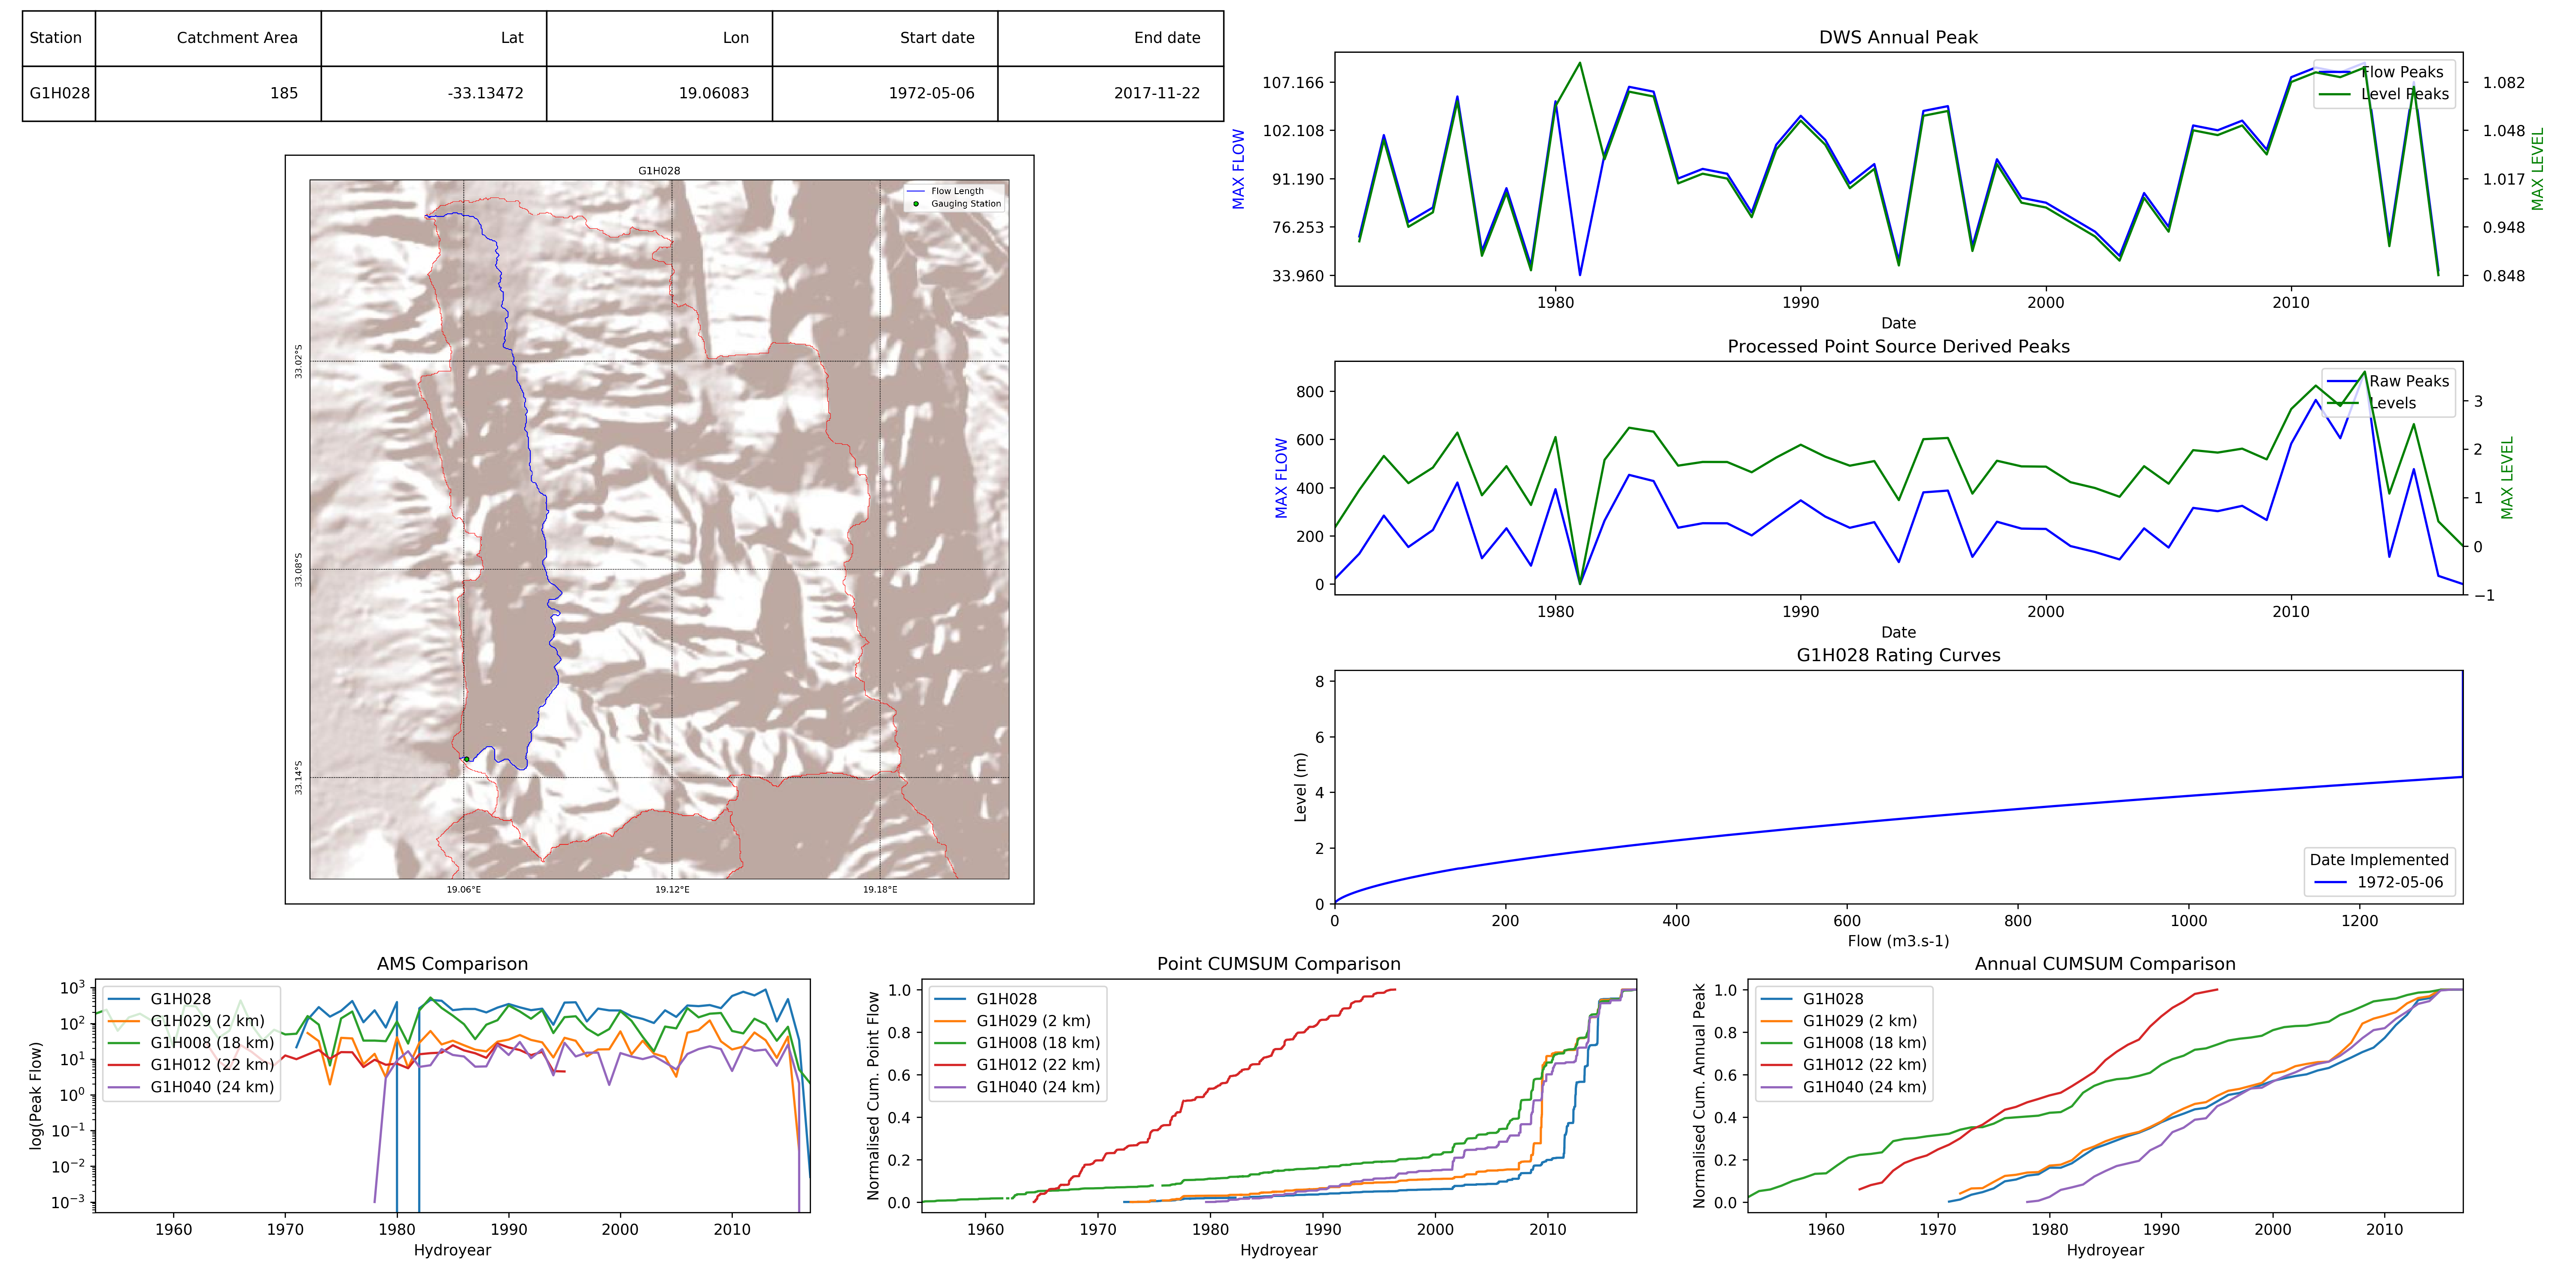 Station Catchment Area Lat Lon Start date End date
G1H028 185 -33.13472 19.06083 1972-05-06 2017-11-22
G1H028
Flow Length
Gauging Station
33.02°S
33.08°S
33.14°S
19.06°E 19.12°E 19.18°E
DWS Annual Peak
Flow Peaks
Level Peaks
MAX FLOW
107.166
102.108
91.190
76.253
33.960
1.082
1.048
1.017
0.948
0.848
MAX LEVEL
1980 1990 2000 2010
Date
Processed Point Source Derived Peaks
Raw Peaks
Levels
MAX FLOW
800
600
400
200
0
3
2
1
0
−1
MAX LEVEL
1980 1990 2000 2010
Date
G1H028 Rating Curves
Level (m)
8
6
4
2
0
Date Implemented
1972-05-06
0 200 400 600 800 1000 1200
Flow (m3.s-1)
AMS Comparison
log(Peak Flow)
10³
10²
10¹
10⁰
10⁻¹
10⁻²
10⁻³
G1H028
G1H029 (2 km)
G1H008 (18 km)
G1H012 (22 km)
G1H040 (24 km)
1960 1970 1980 1990 2000 2010
Hydroyear
Point CUMSUM Comparison
Normalised Cum. Point Flow
1.0
0.8
0.6
0.4
0.2
0.0
G1H028
G1H029 (2 km)
G1H008 (18 km)
G1H012 (22 km)
G1H040 (24 km)
1960 1970 1980 1990 2000 2010
Hydroyear
Annual CUMSUM Comparison
Normalised Cum. Annual Peak
1.0
0.8
0.6
0.4
0.2
0.0
G1H028
G1H029 (2 km)
G1H008 (18 km)
G1H012 (22 km)
G1H040 (24 km)
1960 1970 1980 1990 2000 2010
Hydroyear